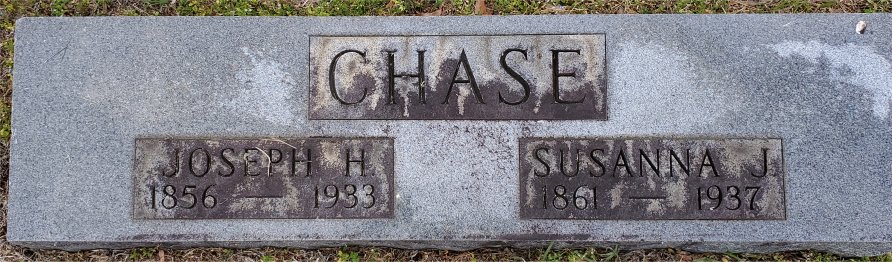 CHASE
JOSEPH H.
1856 — 1933
SUSANNA J.
1861 — 1937